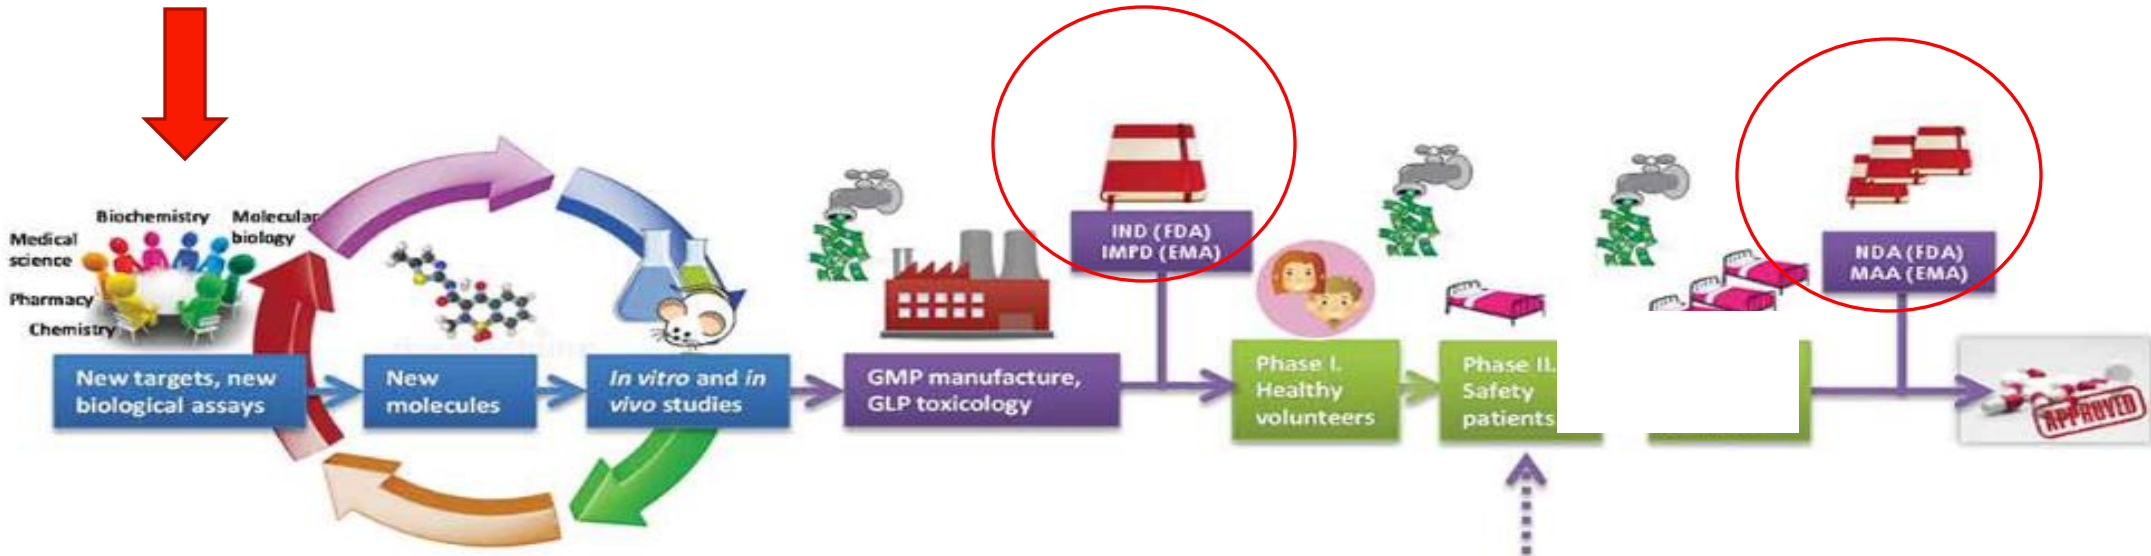 Biochemistry
Molecular
biology
Medical
science
Pharmacy
Chemistry
New targets, new
biological assays
New
molecules
In vitro and in
vivo studies
GMP manufacture,
GLP toxicology
IND (FDA)
IMPD (EMA)
Phase I.
Healthy
volunteers
Phase II.
Safety
patients
NDA (FDA)
MAA (EMA)
APPROVED